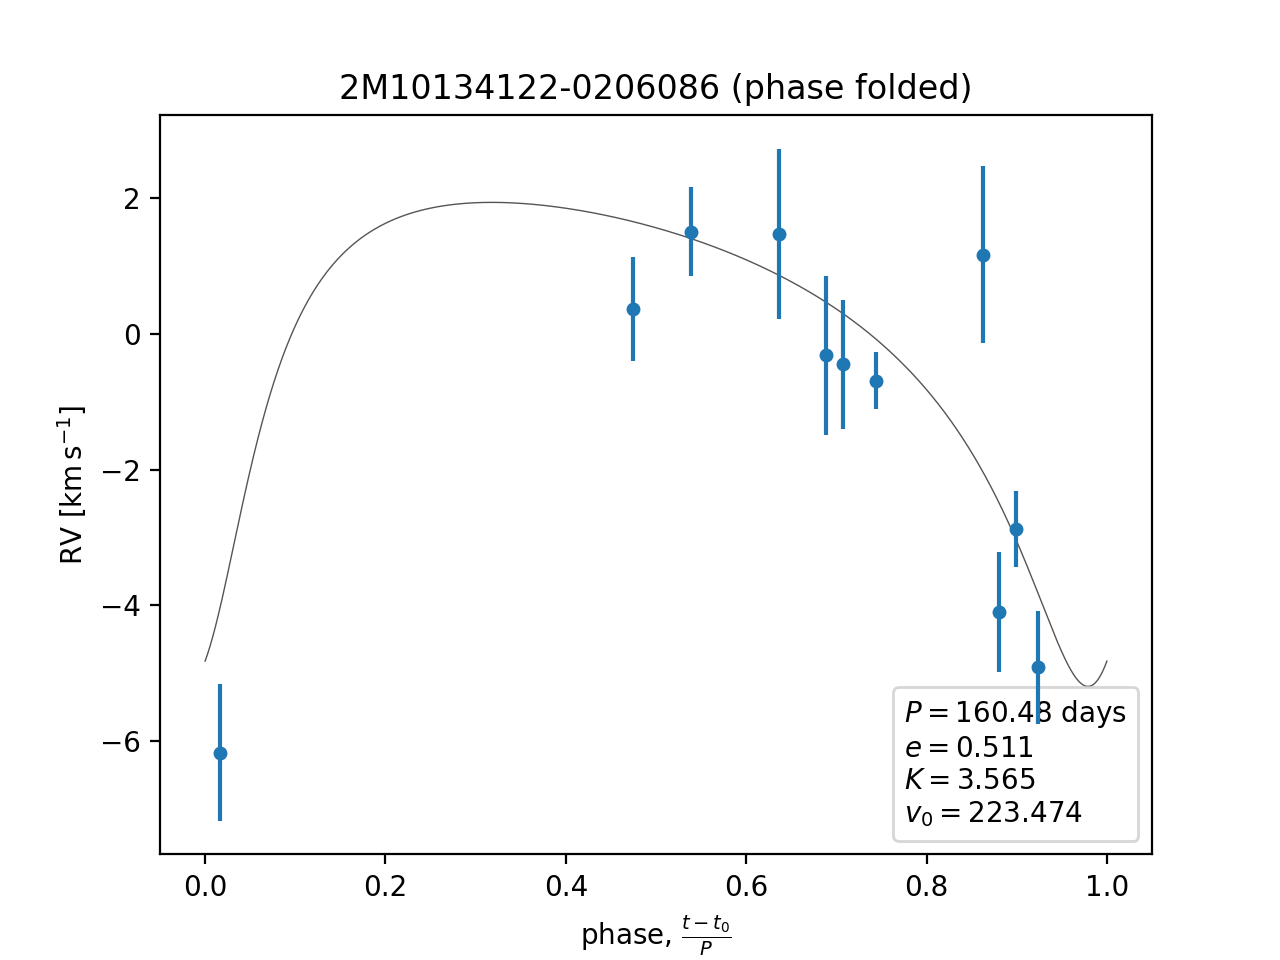 2M10134122-0206086 (phase folded)
RV [km s⁻¹]
2
0
−2
−4
−6
P = 160.48 days
e = 0.511
K = 3.565
v₀ = 223.474
0.0 0.2 0.4 0.6 0.8 1.0
phase, (t − t₀)/P